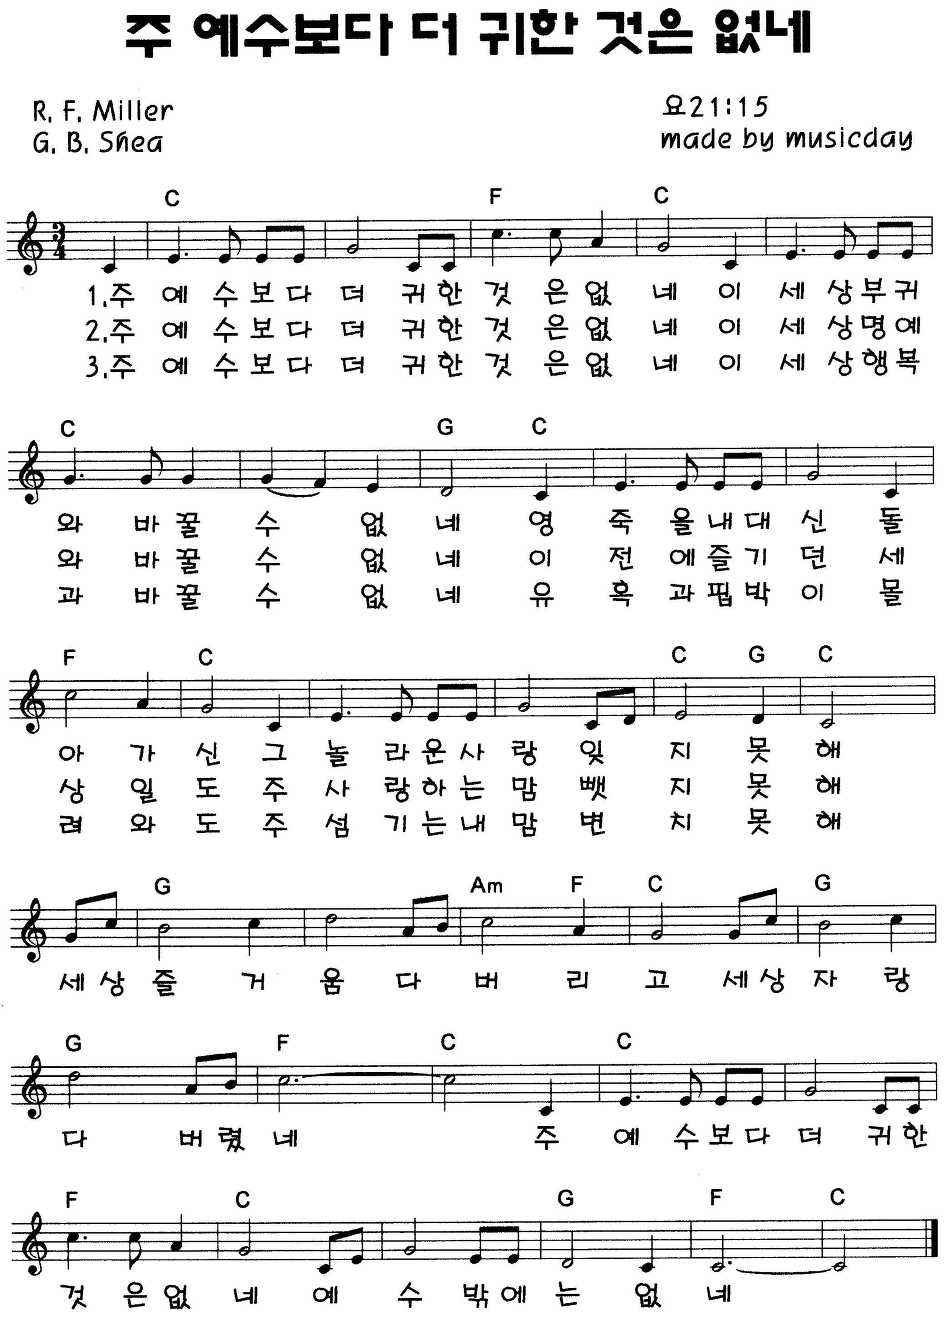 주 예수보다 더 귀한 것은 없네
R. F. Miller
요21:15
G. B. Shea
made by musicday
C F C
3 4
1.주 예 수 보 다 더 귀 한 것 은 없 네 이 세 상 부 귀
2.주 예 수 보 다 더 귀 한 것 은 없 네 이 세 상 명 예
3.주 예 수 보 다 더 귀 한 것 은 없 네 이 세 상 행 복
C G C
와 바 꿀 수 없 네 영 죽 을 내 대 신 돌
와 바 꿀 수 없 네 이 전 에 즐 기 던 세
과 바 꿀 수 없 네 유 혹 과 핍 박 이 몰
F C C G C
아 가 신 그 놀 라 운 사 랑 잊 지 못 해
상 일 도 주 사 랑 하 는 맘 뺏 지 못 해
려 와 도 주 섬 기 는 내 맘 변 치 못 해
G Am F C G
세 상 즐 거 움 다 버 리 고 세 상 자 랑
G F C C
다 버 렸 네 주 예 수 보 다 더 귀 한
F C G F C
것 은 없 네 예 수 밖 에 는 없 네